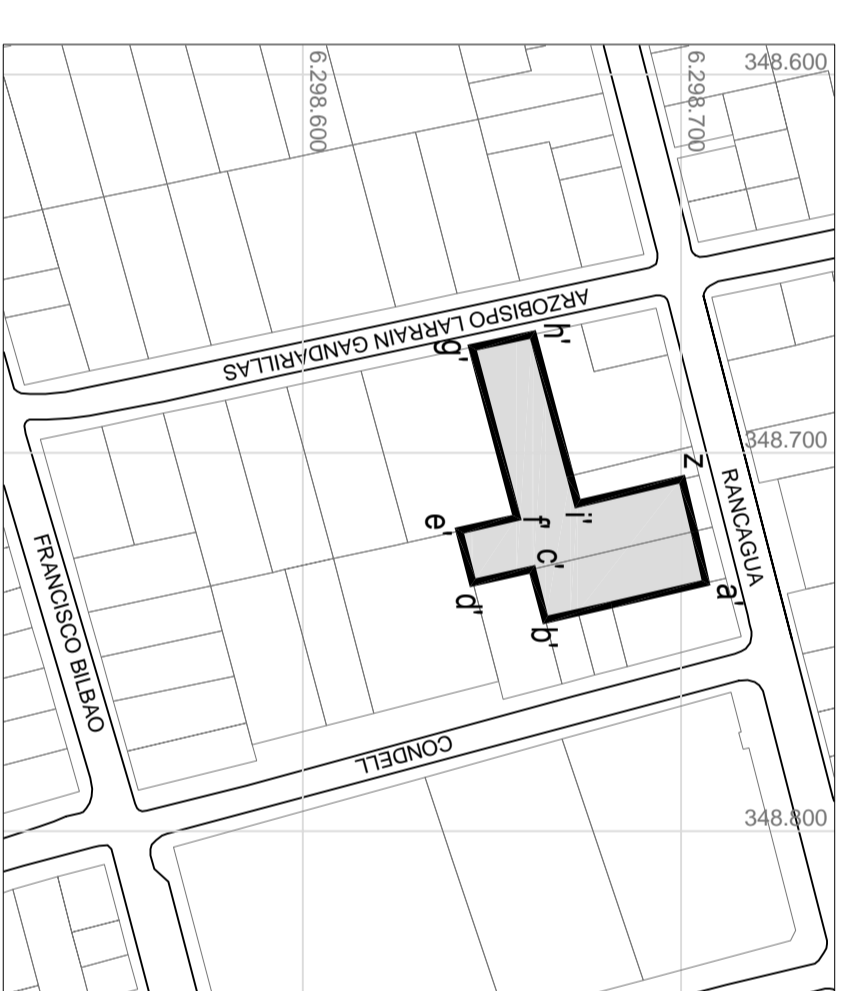 348.600
6.298.600
6.298.700
ARZOBISPO LARRAIN GANDARILLAS
h'
g'
348.700
z
RANCAGUA
i'
f'
e'
c'
a'
d'
b'
FRANCISCO BILBAO
CONDELL
348.800